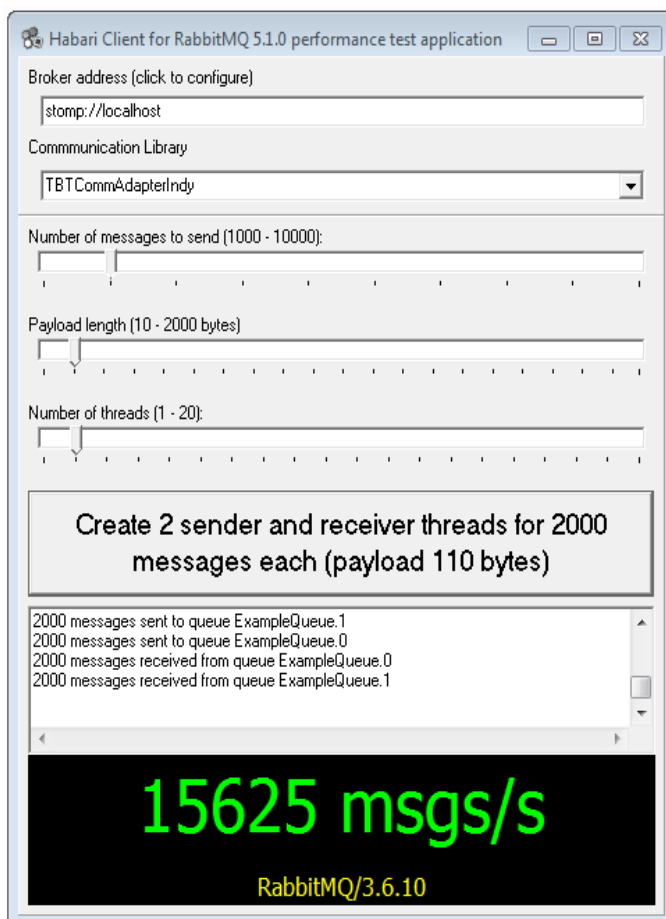 Habari Client for RabbitMQ 5.1.0 performance test application
Broker address (click to configure)
stomp://localhost
Commmunication Library
TBTCommAdapterIndy
Number of messages to send (1000 - 10000):
Payload length (10 - 2000 bytes)
Number of threads (1 - 20):
Create 2 sender and receiver threads for 2000
messages each (payload 110 bytes)
2000 messages sent to queue ExampleQueue.1
2000 messages sent to queue ExampleQueue.0
2000 messages received from queue ExampleQueue.0
2000 messages received from queue ExampleQueue.1
15625 msgs/s
RabbitMQ/3.6.10